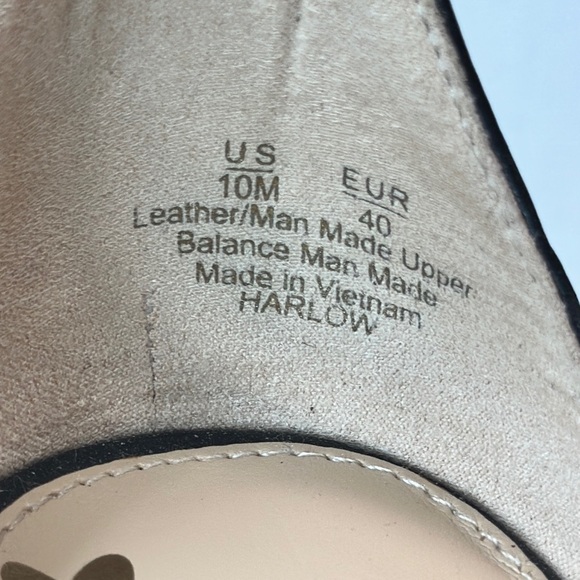 US EUR
10M 40
Leather/Man Made Upper
Balance Man Made
Made in Vietnam
HARLOW